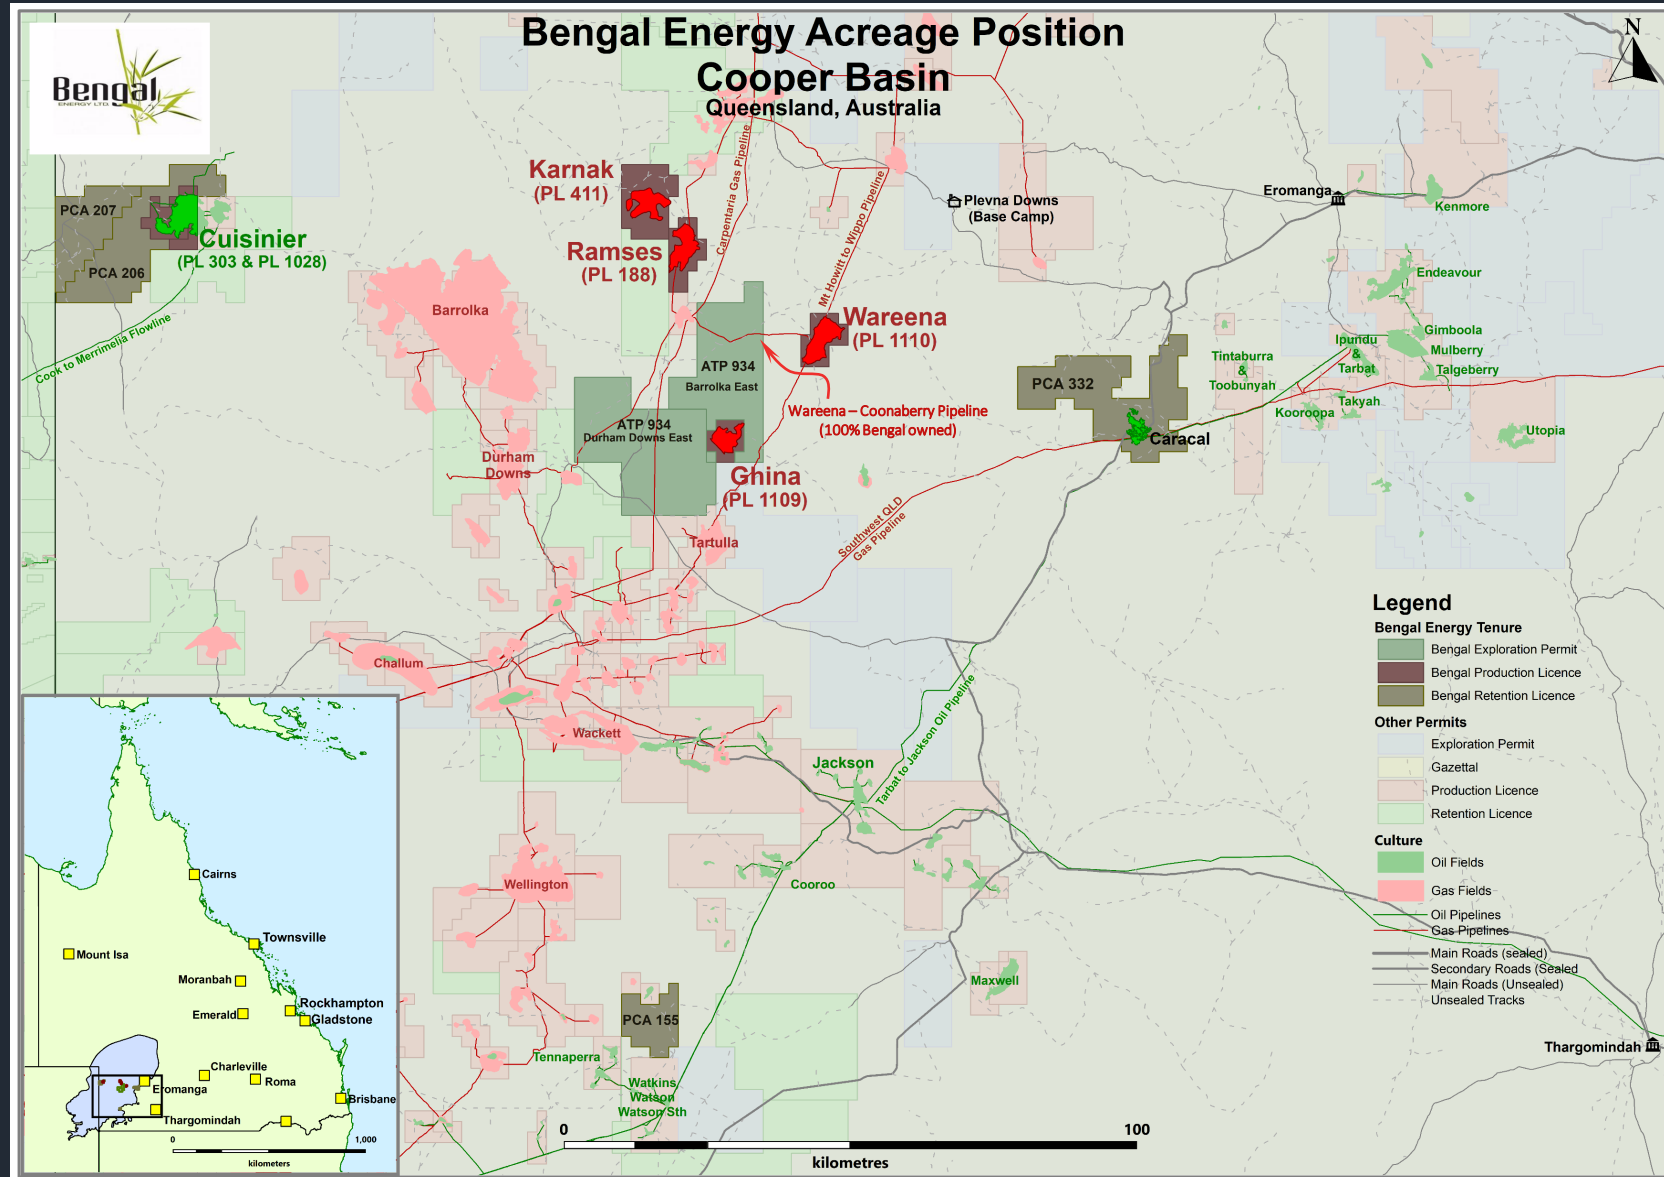 Bengal Energy Acreage Position
Cooper Basin
Queensland, Australia
Bengal
ENERGY LTD.
N
Karnak
(PL 411)
Ramses
(PL 188)
Carpentaria Gas Pipeline
Mt Howitt to Wippo Pipeline
Plevna Downs
(Base Camp)
Eromanga
Kenmore
PCA 207
PCA 206
Cuisinier
(PL 303 & PL 1028)
Cook to Merrimelia Flowline
Barrolka
Wareena
(PL 1110)
ATP 934
Barrolka East
ATP 934
Durham Downs East
Wareena – Coonaberry Pipeline
(100% Bengal owned)
Ghina
(PL 1109)
PCA 332
Caracal
Endeavour
Gimboola
Mulberry
Talgeberry
Ipundu
&
Tarbat
Tintaburra
&
Toobunyah
Takyah
Kooroopa
Utopia
Durham
Downs
Tartulla
Southwest QLD
Gas Pipeline
Challum
Wackett
Jackson
Tarbat to Jackson Oil Pipeline
Wellington
Cooroo
Maxwell
PCA 155
Tennaperra
Watkins
Watson
Watson Sth
Thargomindah
0
100
kilometres
Legend
Bengal Energy Tenure
Bengal Exploration Permit
Bengal Production Licence
Bengal Retention Licence
Other Permits
Exploration Permit
Gazettal
Production Licence
Retention Licence
Culture
Oil Fields
Gas Fields
Oil Pipelines
Gas Pipelines
Main Roads (sealed)
Secondary Roads (Sealed
Main Roads (Unsealed)
Unsealed Tracks
Cairns
Townsville
Mount Isa
Moranbah
Rockhampton
Emerald
Gladstone
Charleville
Roma
Eromanga
Brisbane
Thargomindah
0
1,000
kilometers